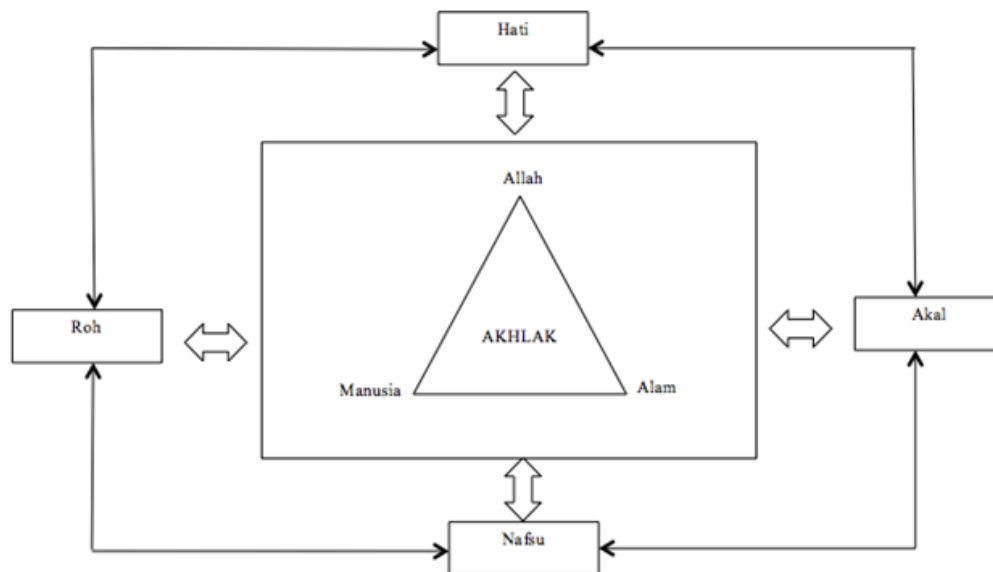 Hati
Allah
Roh
Akal
AKHLAK
Manusia
Alam
Nafsu